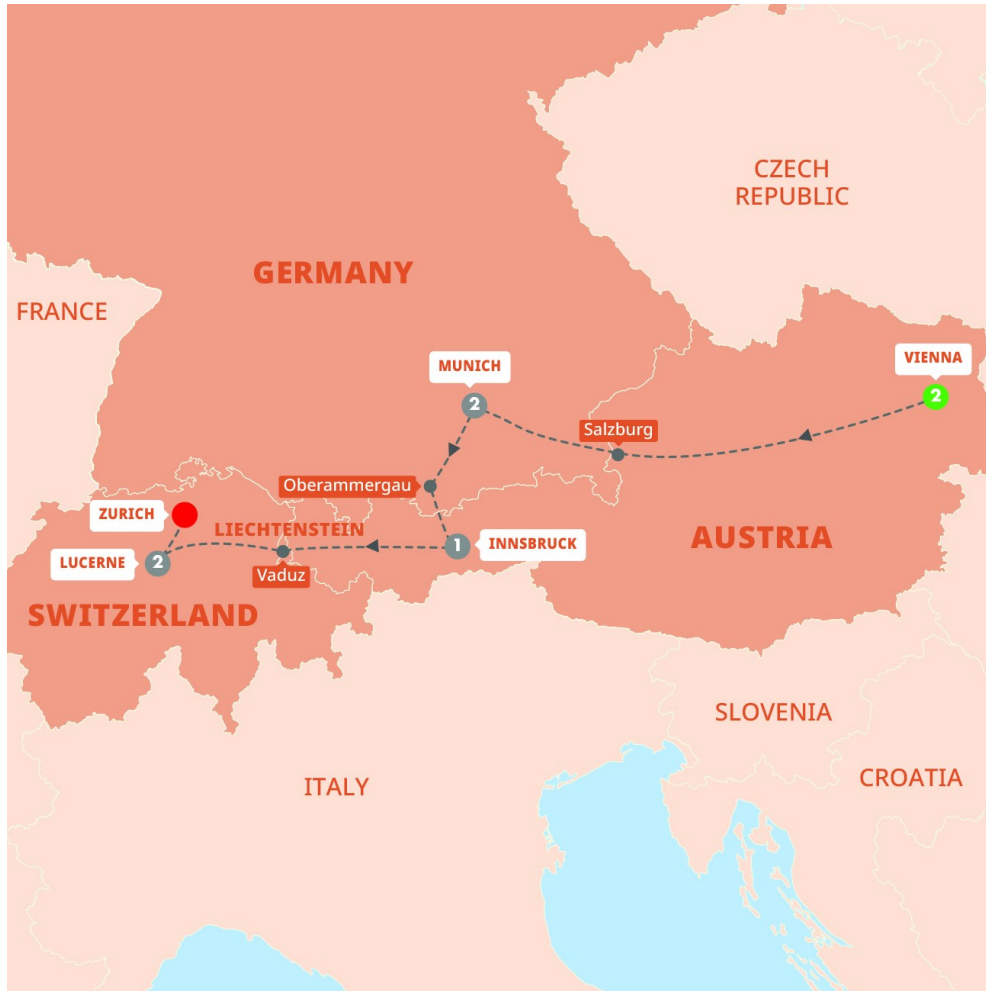 CZECH
REPUBLIC
GERMANY
FRANCE
MUNICH
2
VIENNA
2
Salzburg
Oberammergau
ZURICH
LIECHTENSTEIN
AUSTRIA
1
INNSBRUCK
LUCERNE
2
Vaduz
SWITZERLAND
SLOVENIA
ITALY
CROATIA